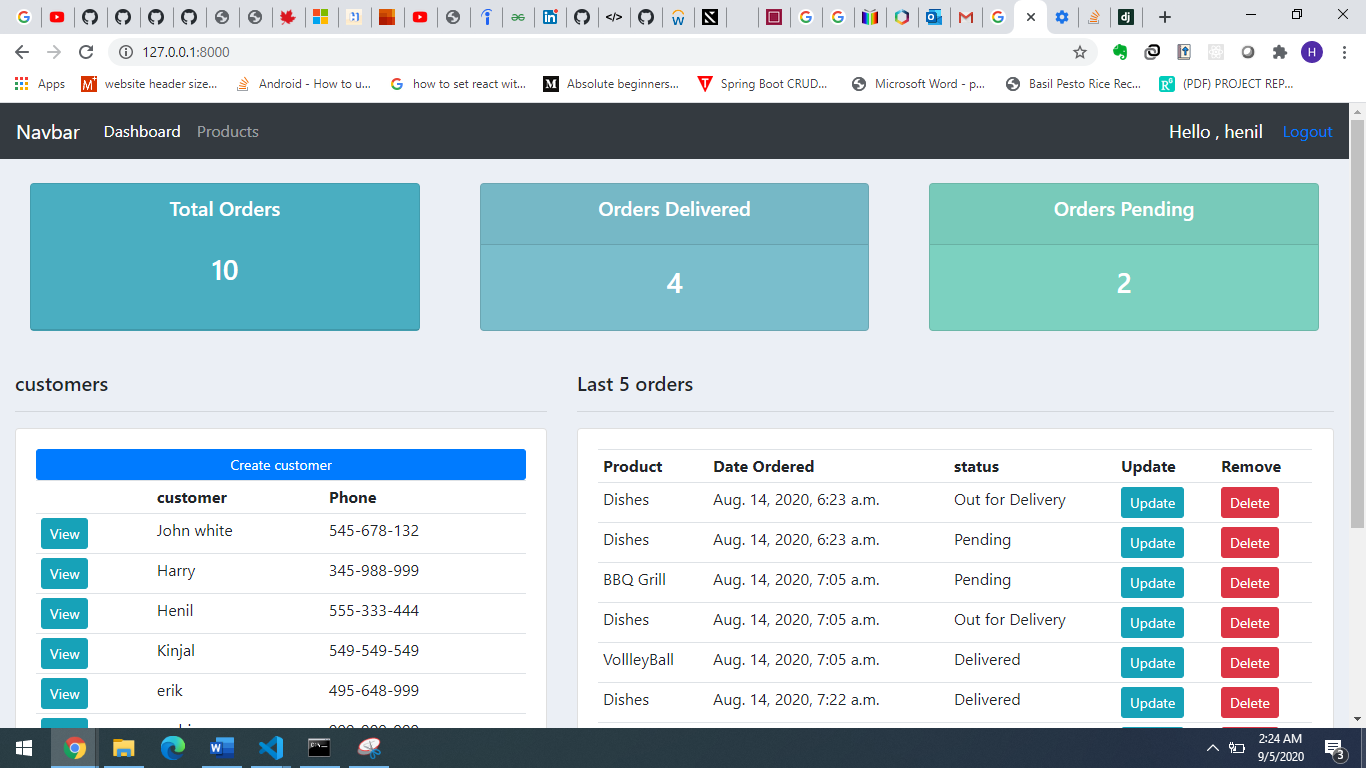 127.0.0.1:8000
Apps
website header size...
Android - How to u...
how to set react wit...
Absolute beginners...
Spring Boot CRUD...
Microsoft Word - p...
Basil Pesto Rice Rec...
(PDF) PROJECT REP...
Navbar Dashboard Products Hello , henil Logout
Total Orders
10
Orders Delivered
4
Orders Pending
2
customers
Create customer
customer Phone
View John white 545-678-132
View Harry 345-988-999
View Henil 555-333-444
View Kinjal 549-549-549
View erik 495-648-999
Last 5 orders
Product Date Ordered status Update Remove
Dishes Aug. 14, 2020, 6:23 a.m. Out for Delivery Update Delete
Dishes Aug. 14, 2020, 6:23 a.m. Pending Update Delete
BBQ Grill Aug. 14, 2020, 7:05 a.m. Pending Update Delete
Dishes Aug. 14, 2020, 7:05 a.m. Out for Delivery Update Delete
VollleyBall Aug. 14, 2020, 7:05 a.m. Delivered Update Delete
Dishes Aug. 14, 2020, 7:22 a.m. Delivered Update Delete
2:24 AM
9/5/2020
3